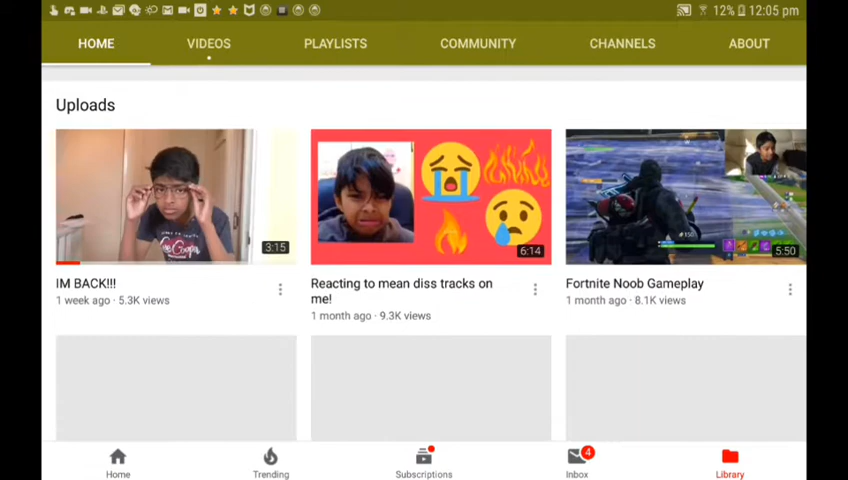 12% 12:05 pm
HOME VIDEOS PLAYLISTS COMMUNITY CHANNELS ABOUT
Uploads
3:15 6:14 5:50
IM BACK!!! Reacting to mean diss tracks on Fortnite Noob Gameplay
me!
1 week ago · 5.3K views 1 month ago · 9.3K views 1 month ago · 8.1K views
4
Home Trending Subscriptions Inbox Library